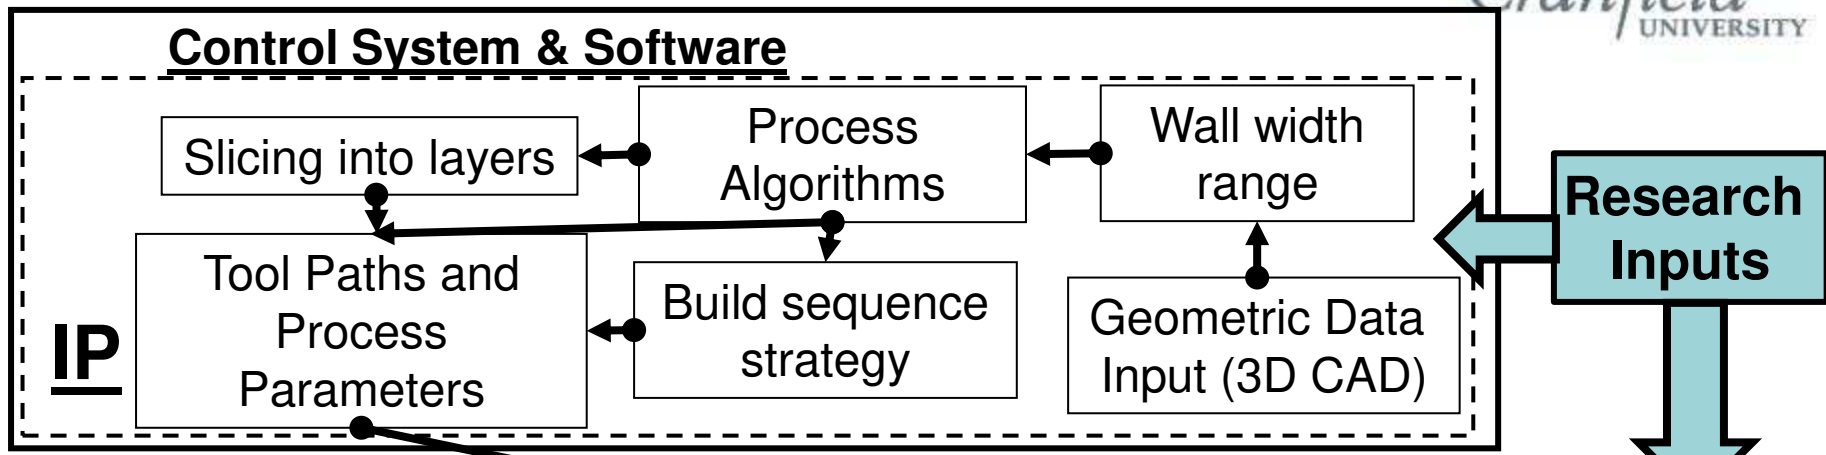 Cranfield
UNIVERSITY
Control System & Software
Slicing into layers
Process
Algorithms
Wall width
range
Research
Inputs
Tool Paths and
Process
Parameters
Build sequence
strategy
Geometric Data
Input (3D CAD)
IP